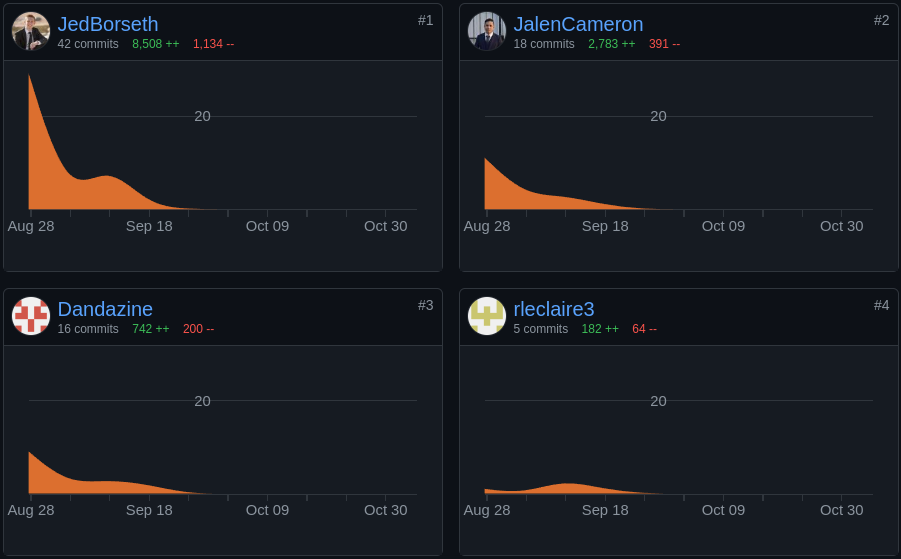 JedBorseth
#1
42 commits 8,508 ++ 1,134 --
20
Aug 28 Sep 18 Oct 09 Oct 30
JalenCameron
#2
18 commits 2,783 ++ 391 --
20
Aug 28 Sep 18 Oct 09 Oct 30
Dandazine
#3
16 commits 742 ++ 200 --
20
Aug 28 Sep 18 Oct 09 Oct 30
rleclaire3
#4
5 commits 182 ++ 64 --
20
Aug 28 Sep 18 Oct 09 Oct 30